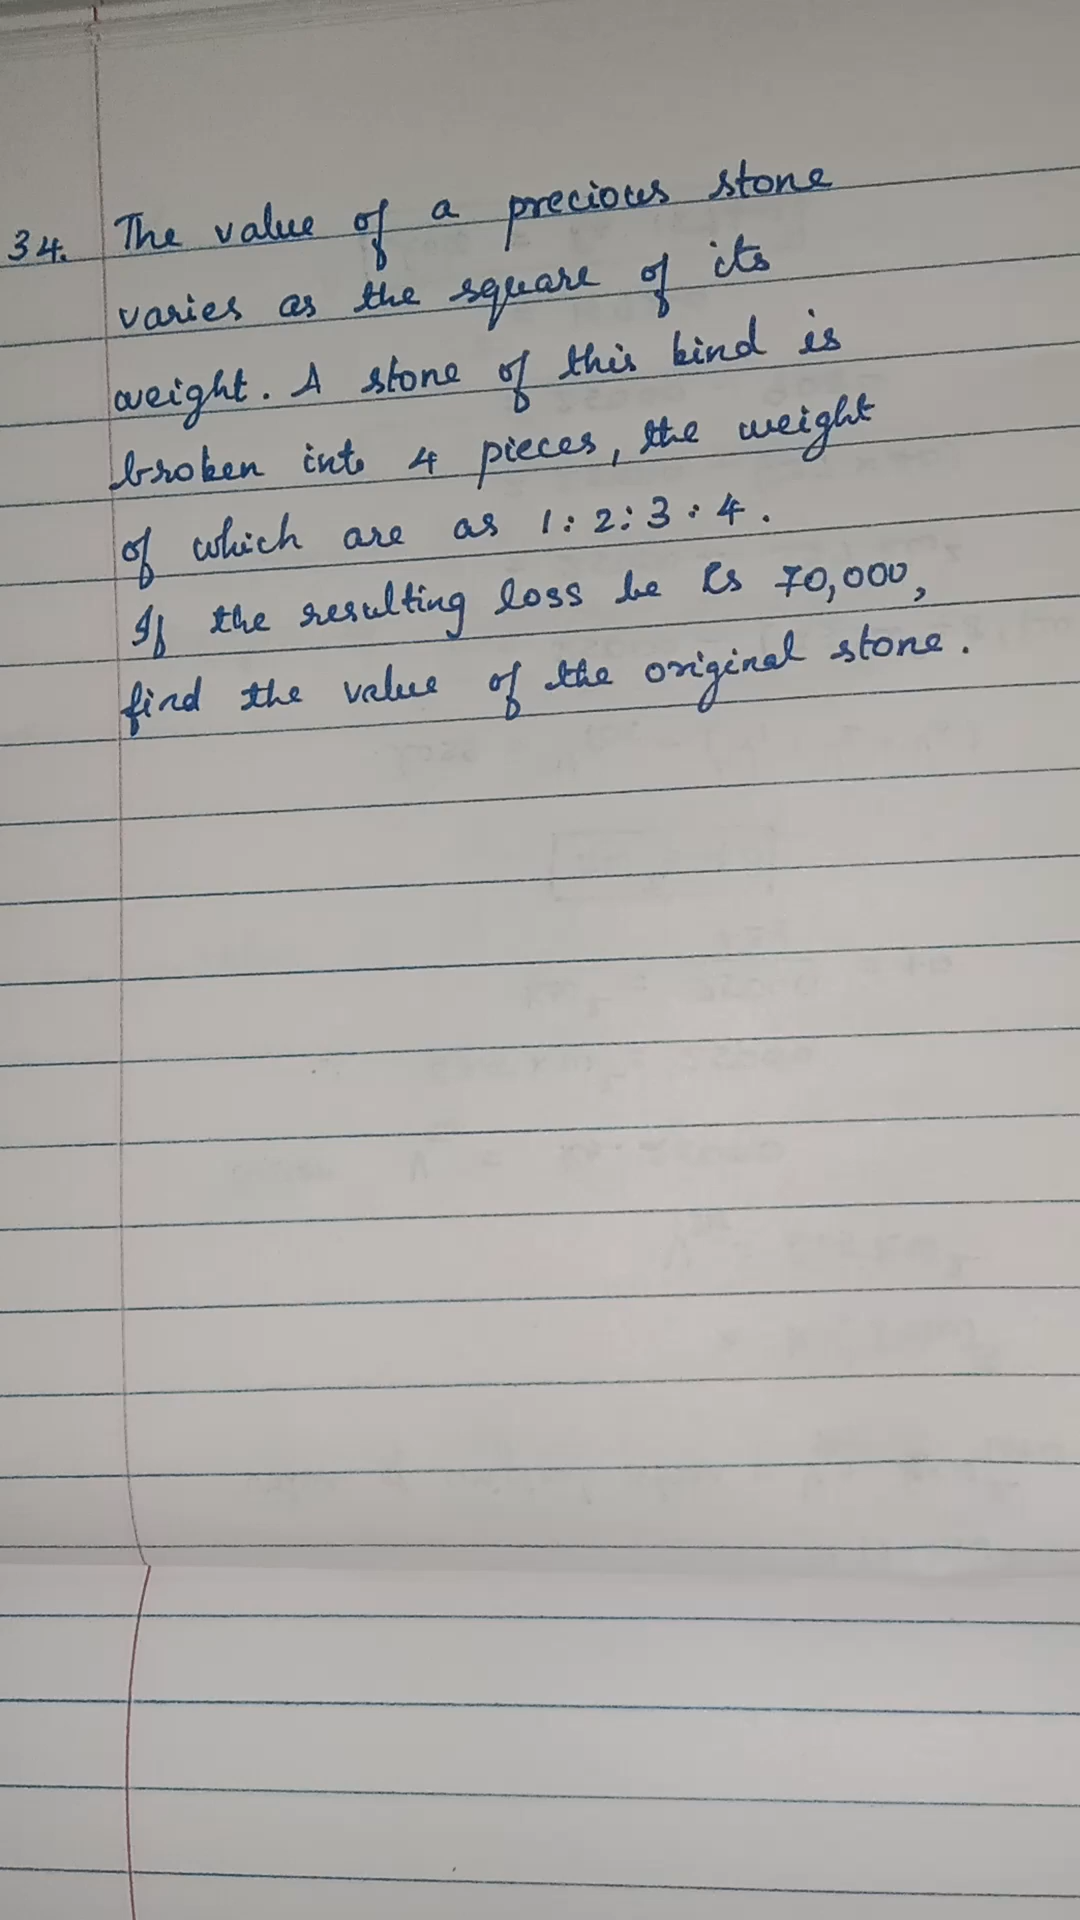 34. The value of a precious stone
varies as the square of its
weight. A stone of this kind is
broken into 4 pieces, the weight
of which are as 1:2:3:4.
If the resulting loss be Rs 70,000,
find the value of the original stone.